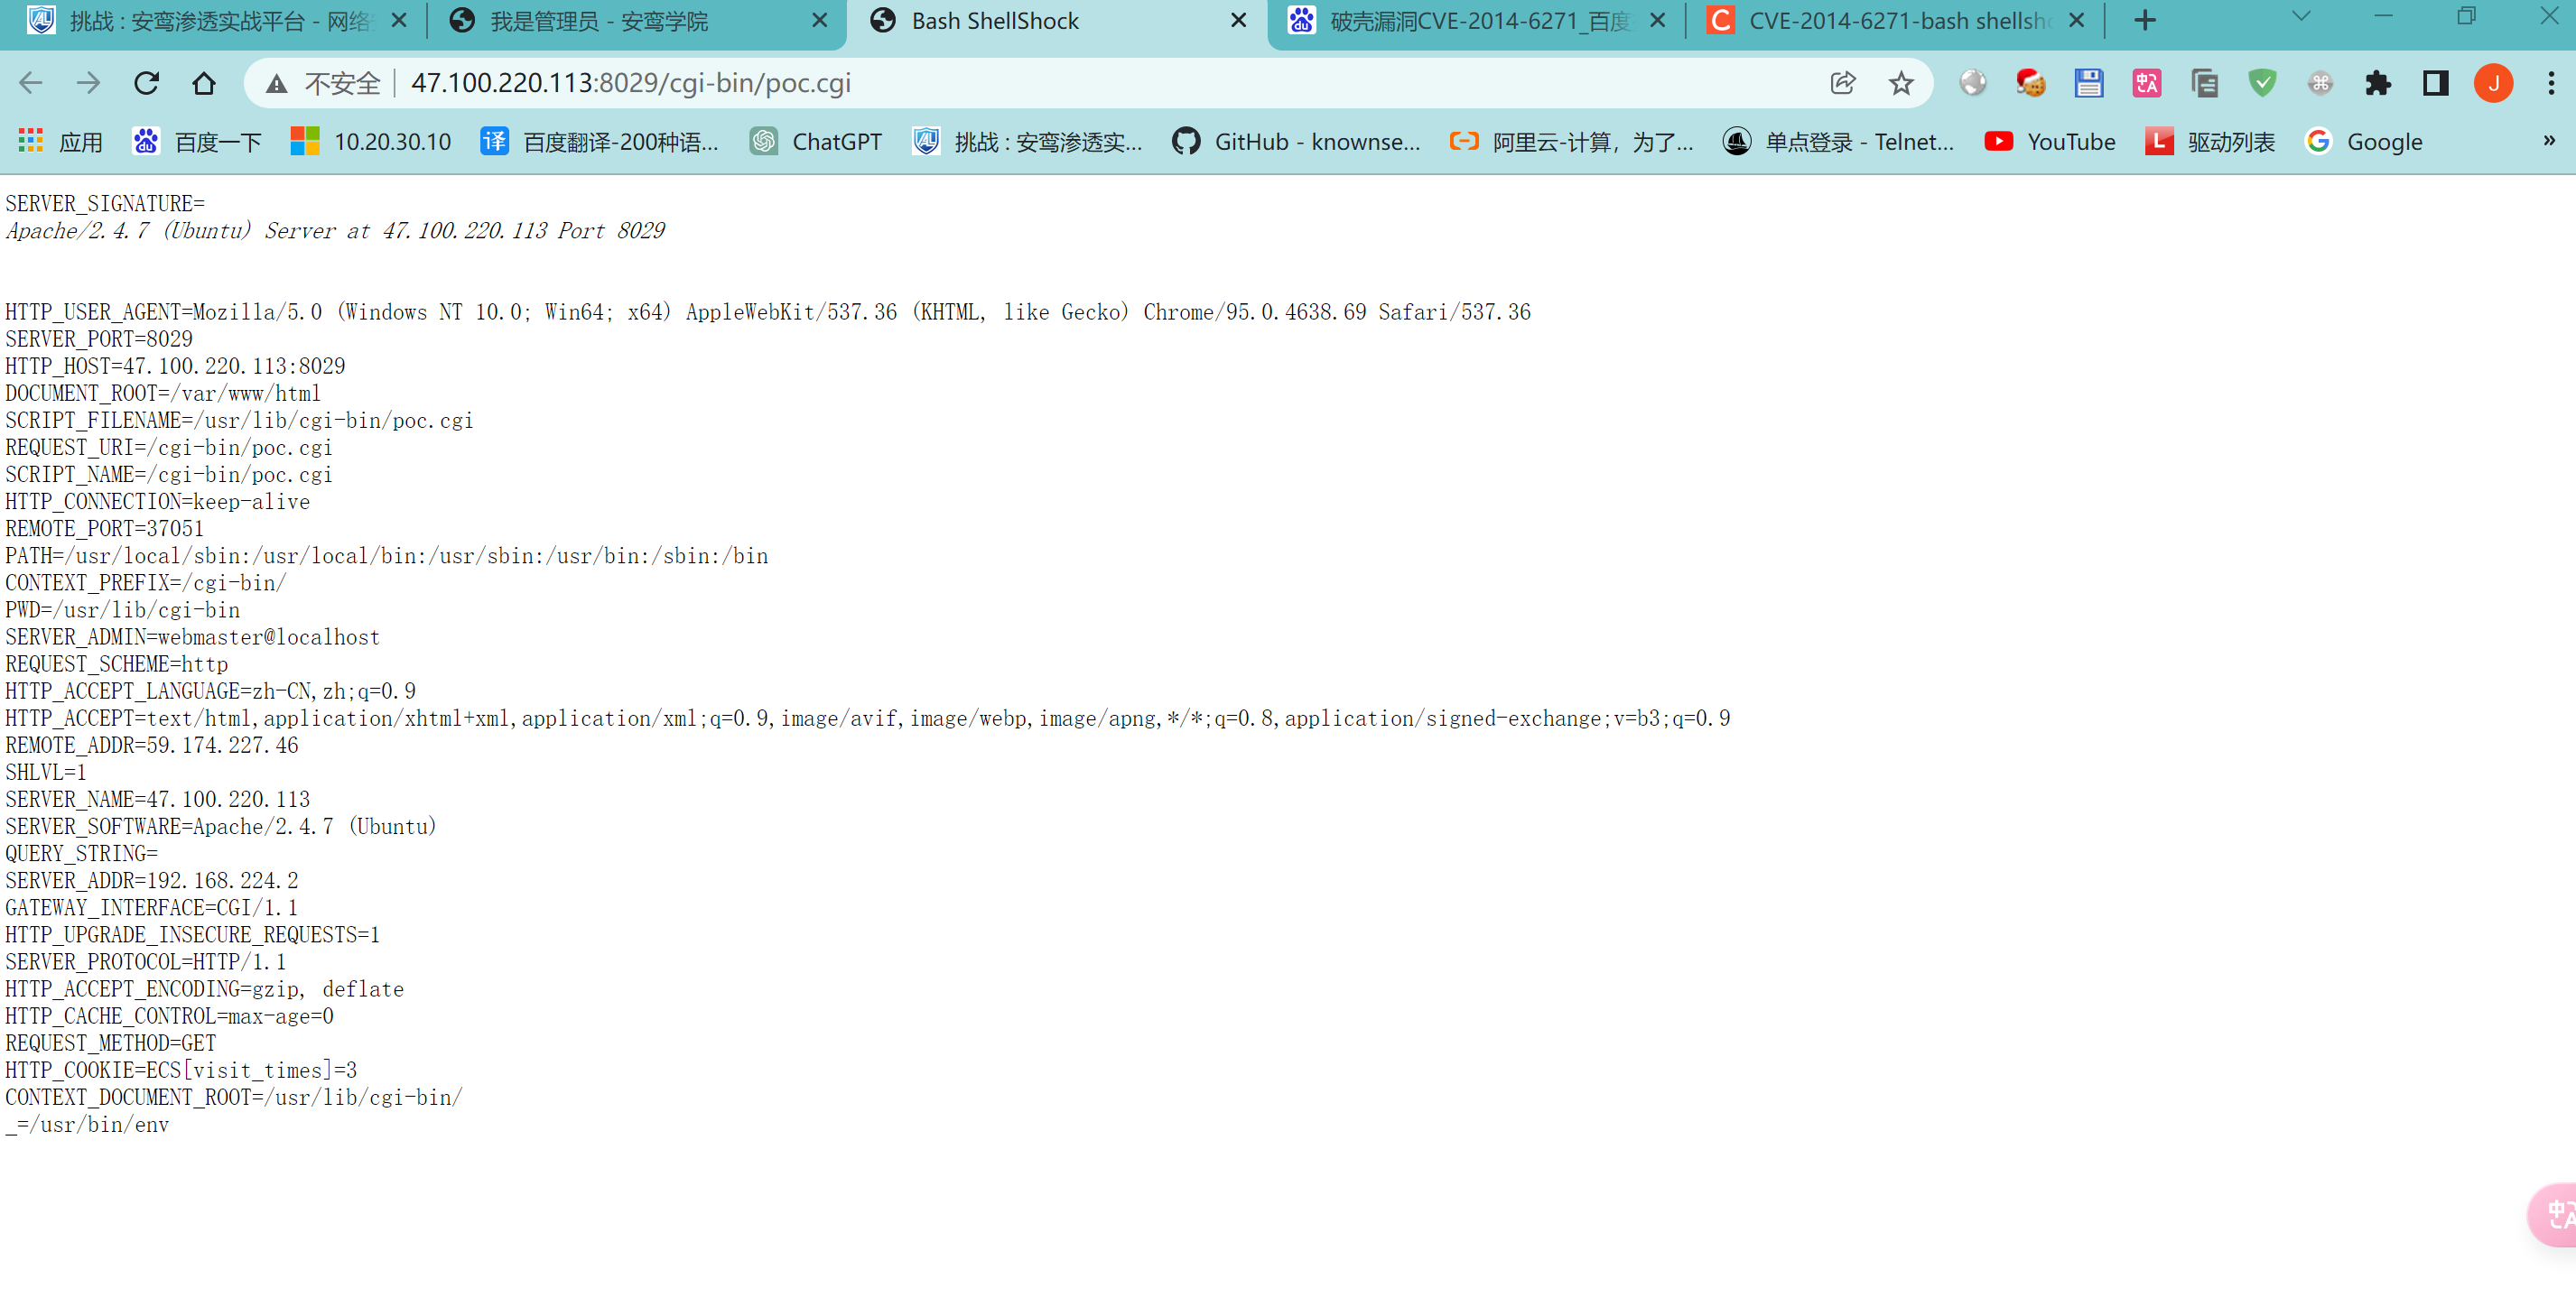 挑战 : 安鸾渗透实战平台 - 网络
我是管理员 - 安鸾学院
Bash ShellShock
破壳漏洞CVE-2014-6271_百度
CVE-2014-6271-bash shellsh
不安全 47.100.220.113:8029/cgi-bin/poc.cgi
J
应用 百度一下 10.20.30.10 译 百度翻译-200种语... ChatGPT 挑战 : 安鸾渗透实... GitHub - knownse... 阿里云-计算，为了... 单点登录 - Telnet... YouTube L 驱动列表 Google »
SERVER_SIGNATURE=
Apache/2.4.7 (Ubuntu) Server at 47.100.220.113 Port 8029
HTTP_USER_AGENT=Mozilla/5.0 (Windows NT 10.0; Win64; x64) AppleWebKit/537.36 (KHTML, like Gecko) Chrome/95.0.4638.69 Safari/537.36
SERVER_PORT=8029
HTTP_HOST=47.100.220.113:8029
DOCUMENT_ROOT=/var/www/html
SCRIPT_FILENAME=/usr/lib/cgi-bin/poc.cgi
REQUEST_URI=/cgi-bin/poc.cgi
SCRIPT_NAME=/cgi-bin/poc.cgi
HTTP_CONNECTION=keep-alive
REMOTE_PORT=37051
PATH=/usr/local/sbin:/usr/local/bin:/usr/sbin:/usr/bin:/sbin:/bin
CONTEXT_PREFIX=/cgi-bin/
PWD=/usr/lib/cgi-bin
SERVER_ADMIN=webmaster@localhost
REQUEST_SCHEME=http
HTTP_ACCEPT_LANGUAGE=zh-CN,zh;q=0.9
HTTP_ACCEPT=text/html,application/xhtml+xml,application/xml;q=0.9,image/avif,image/webp,image/apng,*/*;q=0.8,application/signed-exchange;v=b3;q=0.9
REMOTE_ADDR=59.174.227.46
SHLVL=1
SERVER_NAME=47.100.220.113
SERVER_SOFTWARE=Apache/2.4.7 (Ubuntu)
QUERY_STRING=
SERVER_ADDR=192.168.224.2
GATEWAY_INTERFACE=CGI/1.1
HTTP_UPGRADE_INSECURE_REQUESTS=1
SERVER_PROTOCOL=HTTP/1.1
HTTP_ACCEPT_ENCODING=gzip, deflate
HTTP_CACHE_CONTROL=max-age=0
REQUEST_METHOD=GET
HTTP_COOKIE=ECS[visit_times]=3
CONTEXT_DOCUMENT_ROOT=/usr/lib/cgi-bin/
_=/usr/bin/env